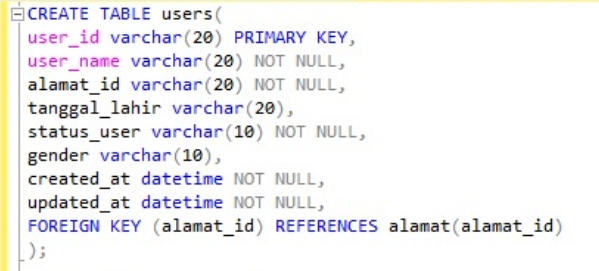 CREATE TABLE users(
user_id varchar(20) PRIMARY KEY,
user_name varchar(20) NOT NULL,
alamat_id varchar(20) NOT NULL,
tanggal_lahir varchar(20),
status_user varchar(10) NOT NULL,
gender varchar(10),
created_at datetime NOT NULL,
updated_at datetime NOT NULL,
FOREIGN KEY (alamat_id) REFERENCES alamat(alamat_id)
);